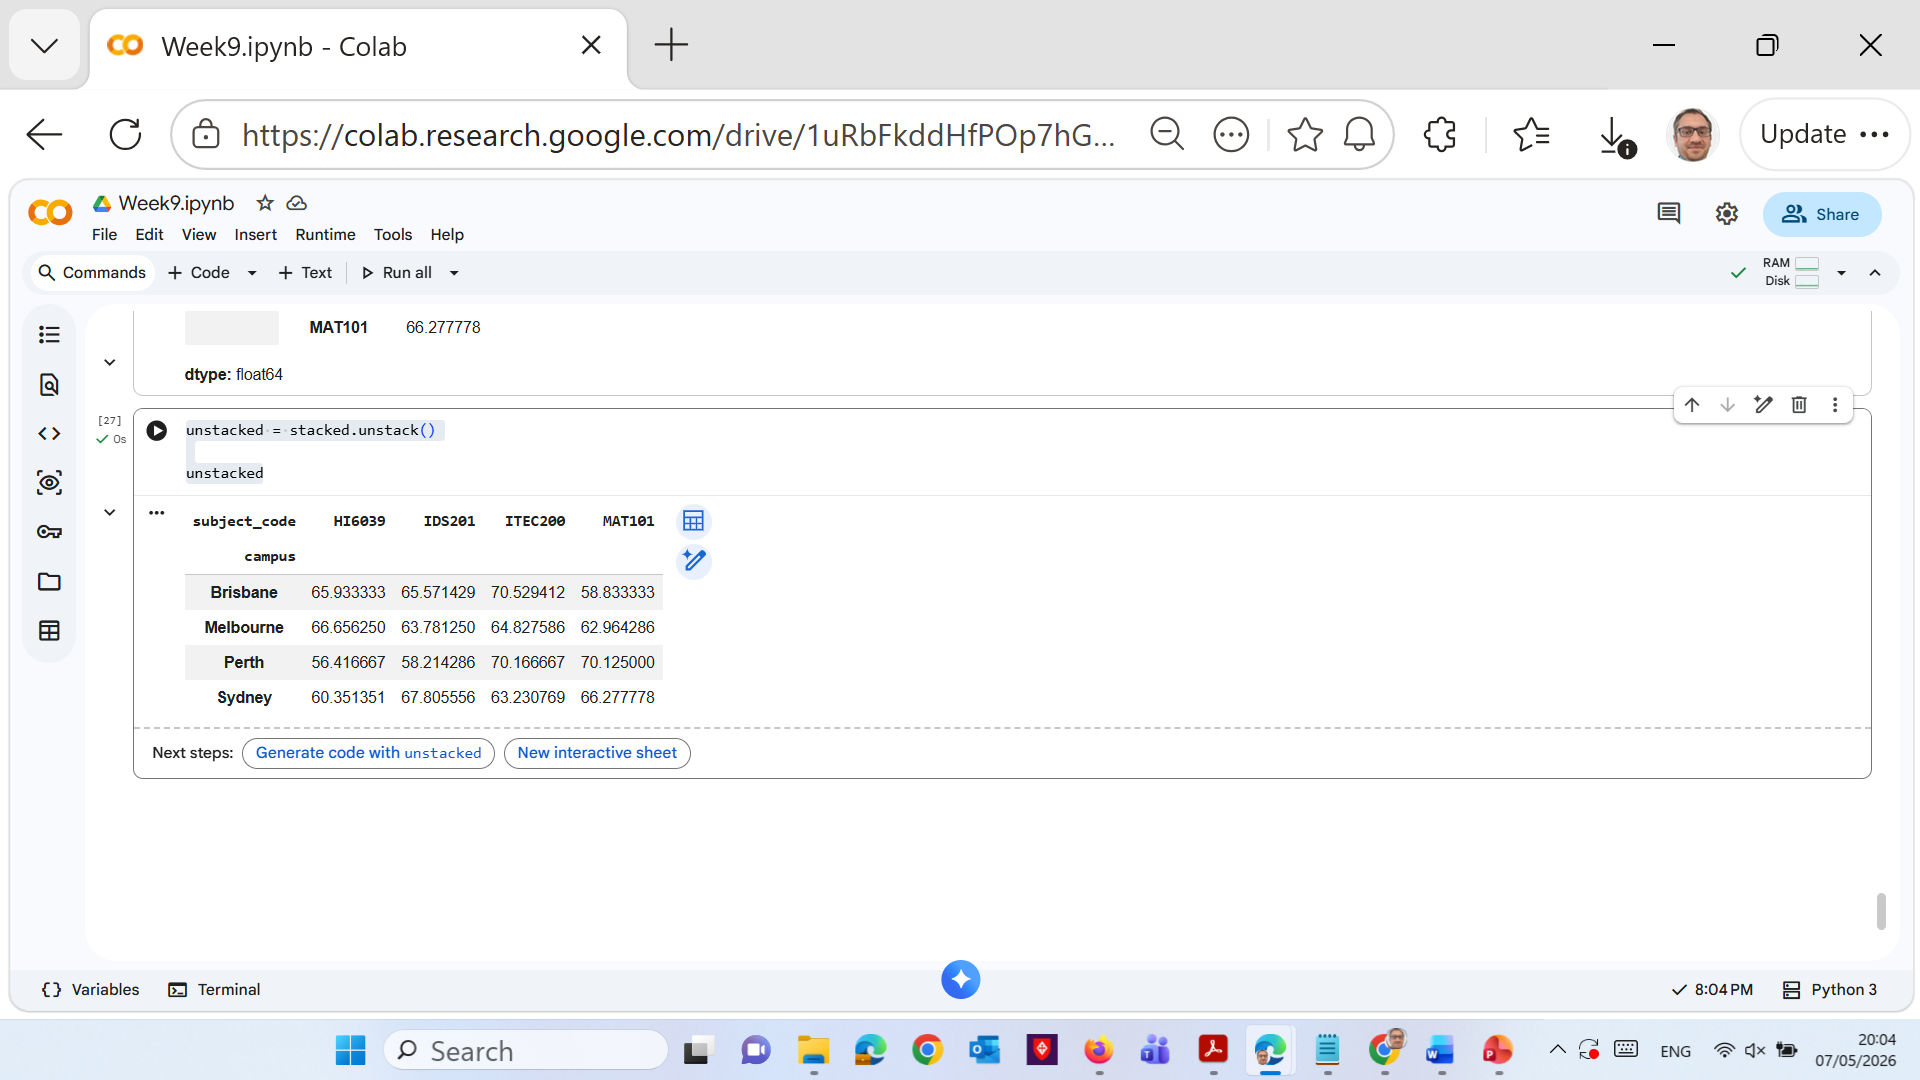 Week9.ipynb - Colab
https://colab.research.google.com/drive/1uRbFkddHfPOp7hG...
Update
Week9.ipynb
File Edit View Insert Runtime Tools Help
Share
Commands + Code + Text Run all
RAM
Disk
MAT101 66.277778
dtype: float64
[27]
0s
unstacked = stacked.unstack()
unstacked
subject_code HI6039 IDS201 ITEC200 MAT101
campus
Brisbane 65.933333 65.571429 70.529412 58.833333
Melbourne 66.656250 63.781250 64.827586 62.964286
Perth 56.416667 58.214286 70.166667 70.125000
Sydney 60.351351 67.805556 63.230769 66.277778
Next steps: Generate code with unstacked New interactive sheet
{} Variables Terminal
8:04 PM Python 3
Search
ENG
20:04
07/05/2026